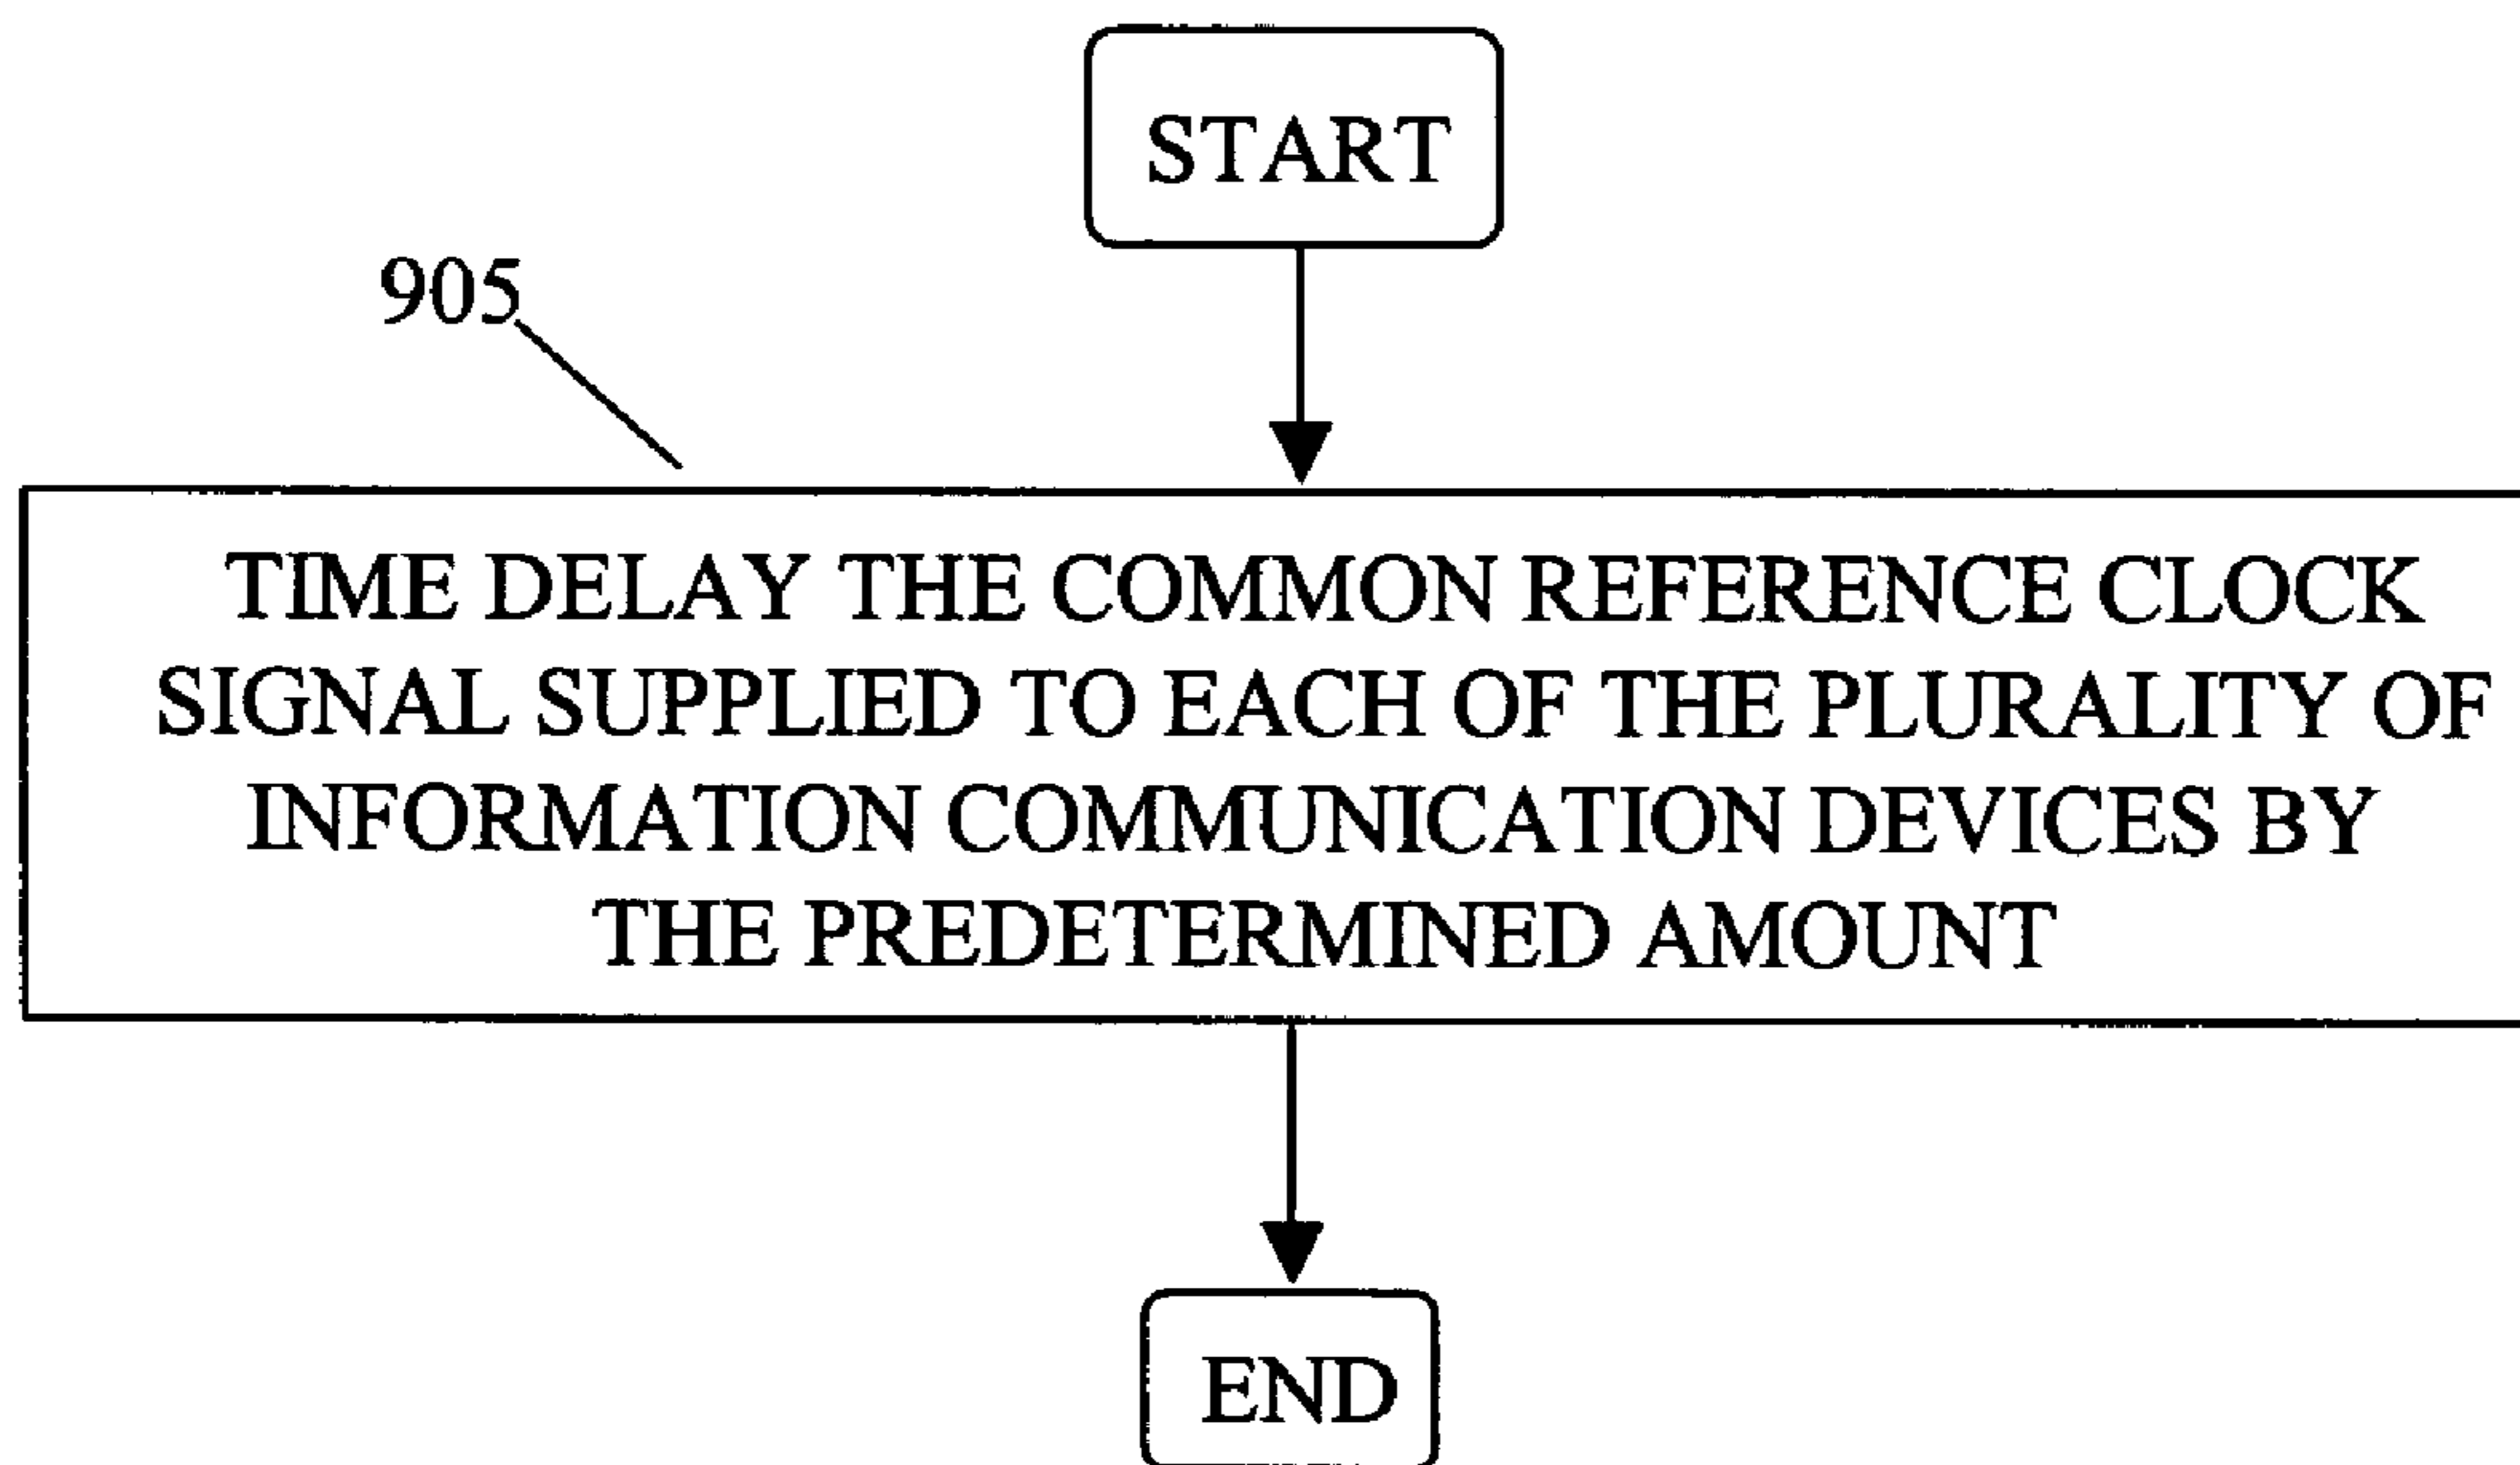 START
905
TIME DELAY THE COMMON REFERENCE CLOCK
SIGNAL SUPPLIED TO EACH OF THE PLURALITY OF
INFORMATION COMMUNICATION DEVICES BY
THE PREDETERMINED AMOUNT
END